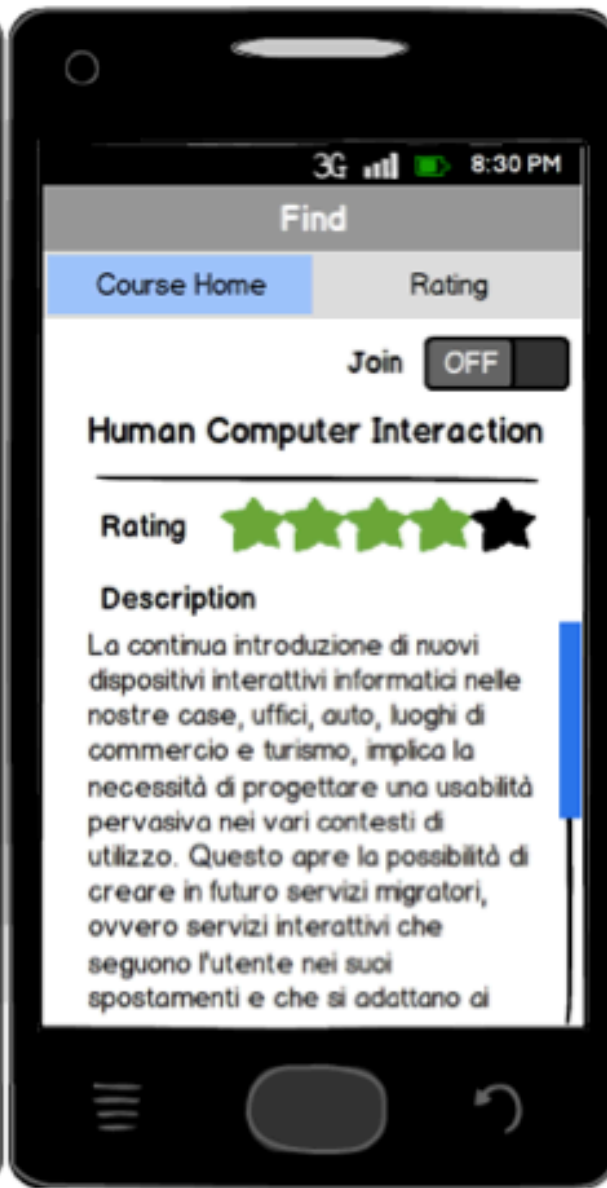 3G 8:30 PM
Find
Course Home Rating
Join OFF
Human Computer Interaction
Rating
Description
La continua introduzione di nuovi
dispositivi interattivi informatici nelle
nostre case, uffici, auto, luoghi di
commercio e turismo, implica la
necessità di progettare una usabilità
pervasiva nei vari contesti di
utilizzo. Questo apre la possibilità di
creare in futuro servizi migratori,
ovvero servizi interattivi che
seguono l'utente nei suoi
spostamenti e che si adattano ai